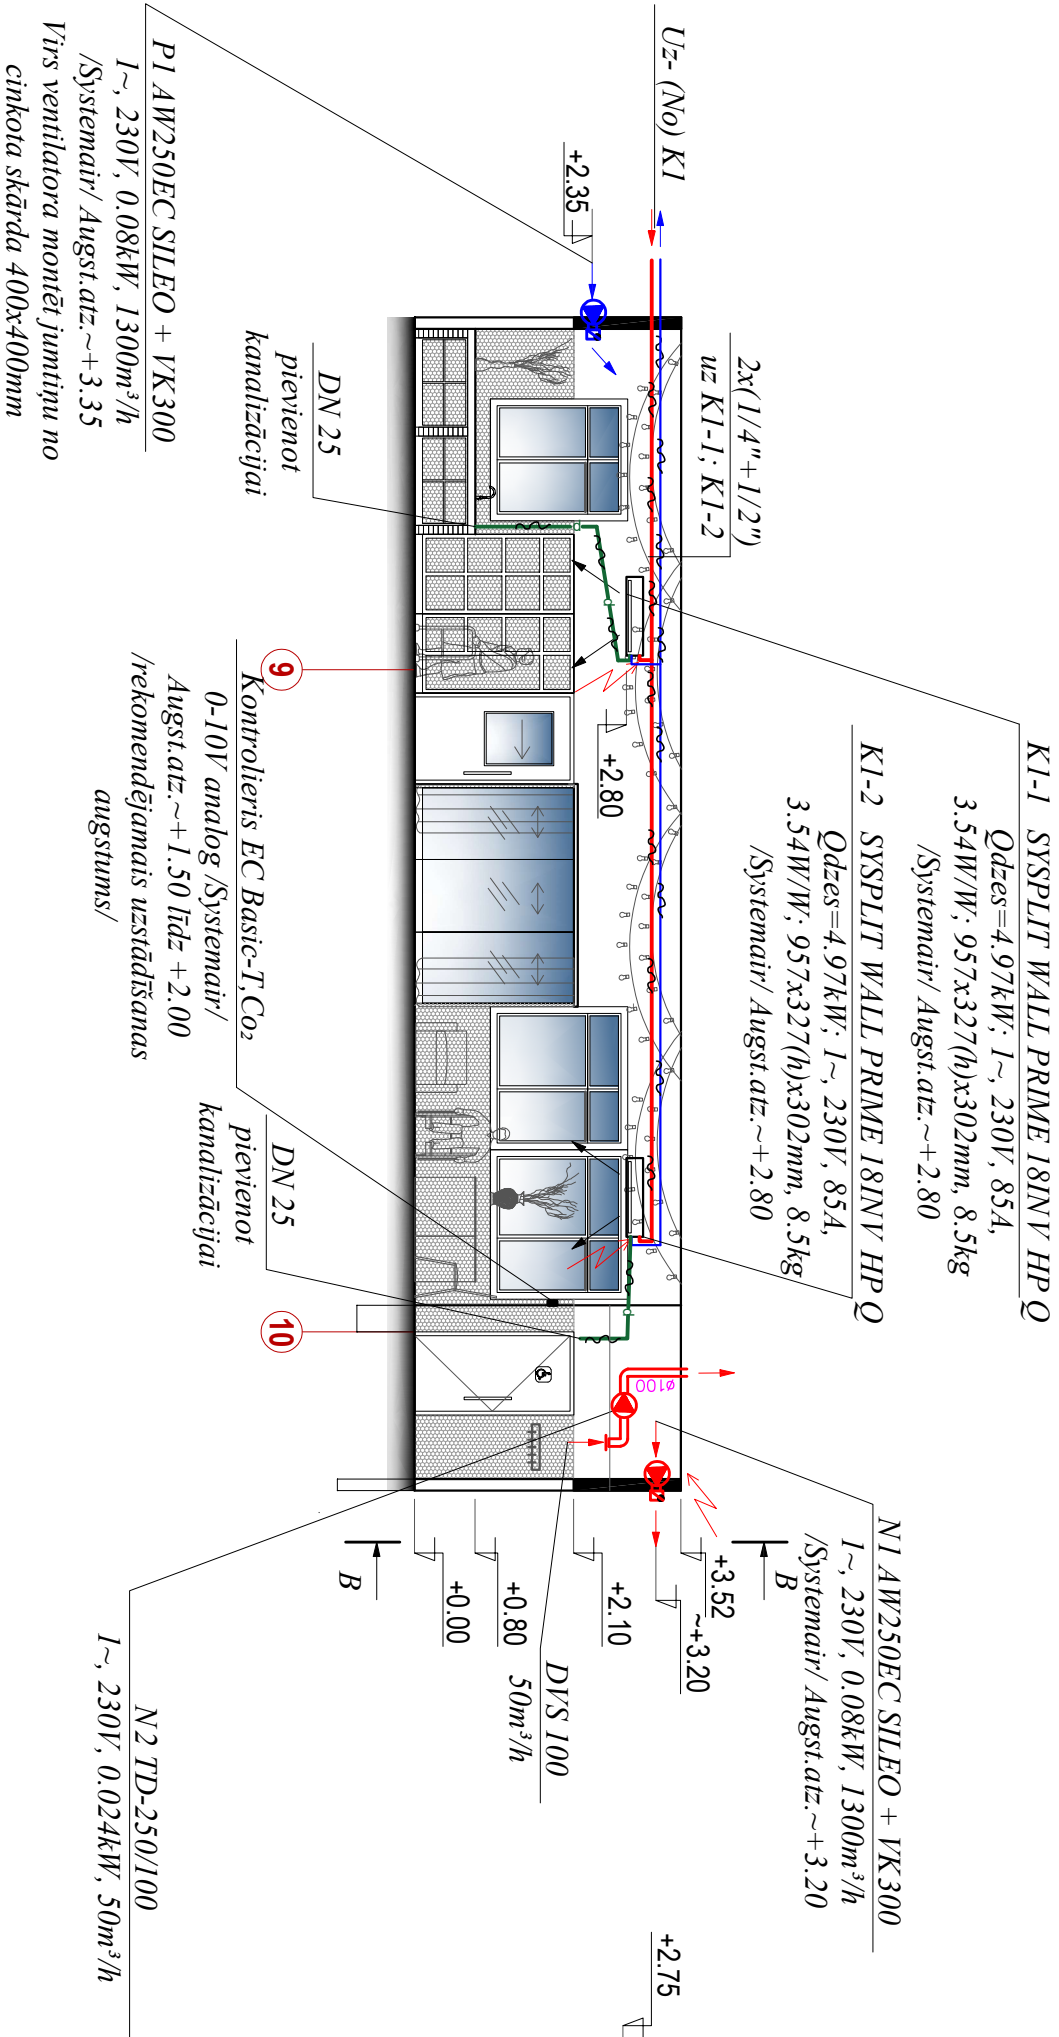 K1-1 SYSPLIT WALL PRIME 18INV HP Q
Qdzes=4.97kW; 1~, 230V, 85A,
3.54W/W; 957x327(h)x302mm, 8.5kg
/Systemair/ Augst.atz.~+2.80
K1-2 SYSPLIT WALL PRIME 18INV HP Q
Qdzes=4.97kW; 1~, 230V, 85A,
3.54W/W; 957x327(h)x302mm, 8.5kg
/Systemair/ Augst.atz.~+2.80
N1 AW250EC SILEO + VK300
1~, 230V, 0.08kW, 1300m³/h
/Systemair/ Augst.atz.~+3.20
2x(1/4"+1/2")
uz K1-1; K1-2
Uz- (No) K1
+2.35
+2.80
ø100
B
+3.52
~+3.20
+2.75
+2.10
+0.80
+0.00
B
DVS 100
50m³/h
DN 25
pievienot
kanalizācijai
d
d
d
9
10
Kontrolieris EC Basic-T,Co₂
0-10V analog /Systemair/
Augst.atz.~+1.50 līdz +2.00
/rekomendējamais uzstādīšanas
augstums/
DN 25
pievienot
kanalizācijai
P1 AW250EC SILEO + VK300
1~, 230V, 0.08kW, 1300m³/h
/Systemair/ Augst.atz.~+3.35
Virs ventilatora montēt jumtiņu no
cinkota skārda 400x400mm
N2 TD-250/100
1~, 230V, 0.024kW, 50m³/h